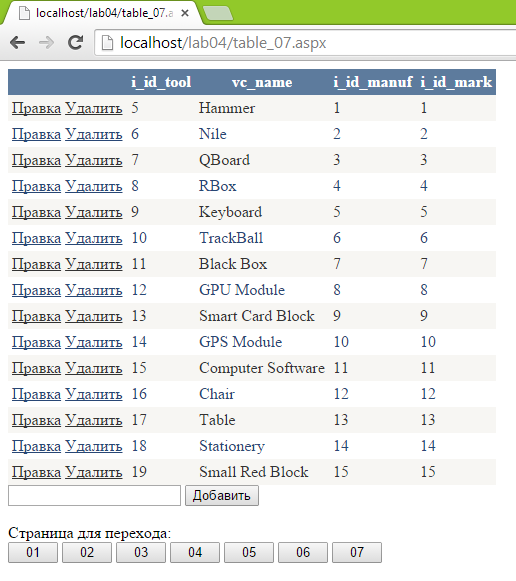 localhost/lab04/table_07.as
localhost/lab04/table_07.aspx
i_id_tool vc_name i_id_manuf i_id_mark
Правка Удалить 5 Hammer 1 1
Правка Удалить 6 Nile 2 2
Правка Удалить 7 QBoard 3 3
Правка Удалить 8 RBox 4 4
Правка Удалить 9 Keyboard 5 5
Правка Удалить 10 TrackBall 6 6
Правка Удалить 11 Black Box 7 7
Правка Удалить 12 GPU Module 8 8
Правка Удалить 13 Smart Card Block 9 9
Правка Удалить 14 GPS Module 10 10
Правка Удалить 15 Computer Software 11 11
Правка Удалить 16 Chair 12 12
Правка Удалить 17 Table 13 13
Правка Удалить 18 Stationery 14 14
Правка Удалить 19 Small Red Block 15 15
Добавить
Страница для перехода:
01 02 03 04 05 06 07